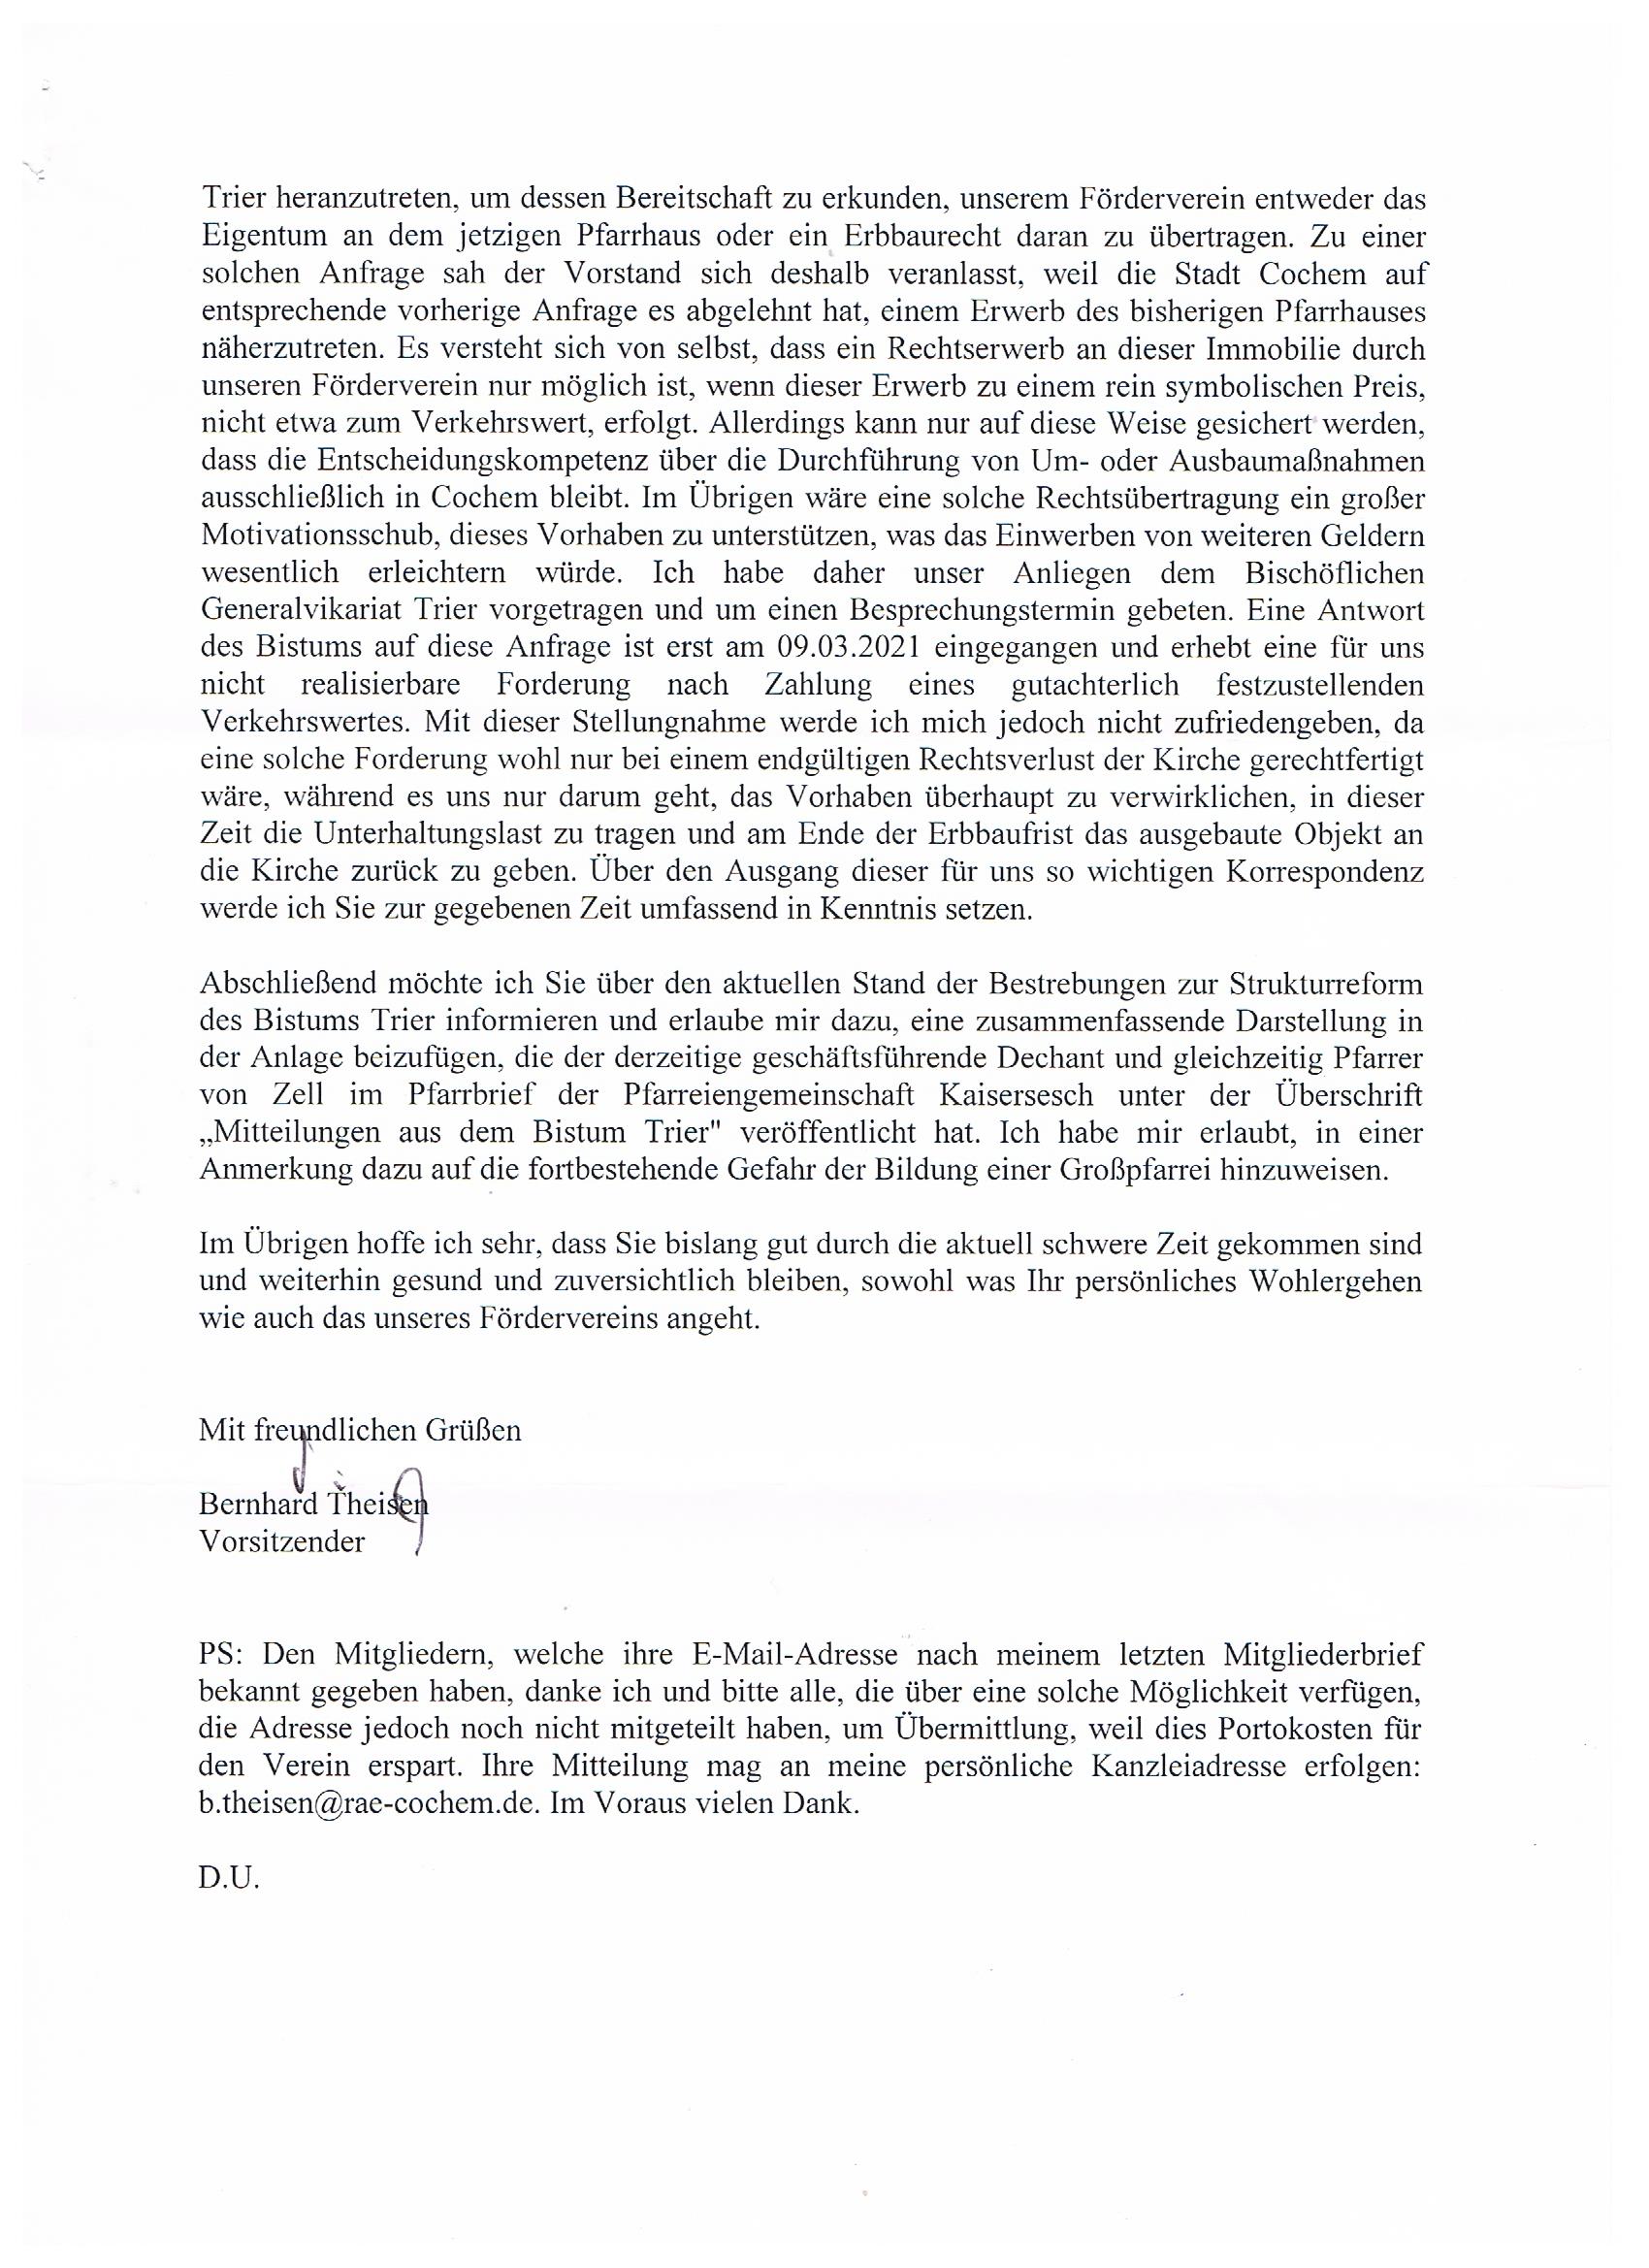 Trier heranzutreten, um dessen Bereitschaft zu erkunden, unserem Förderverein entweder das
Eigentum an dem jetzigen Pfarrhaus oder ein Erbbaurecht daran zu übertragen. Zu einer
solchen Anfrage sah der Vorstand sich deshalb veranlasst, weil die Stadt Cochem auf
entsprechende vorherige Anfrage es abgelehnt hat, einem Erwerb des bisherigen Pfarrhauses
näherzutreten. Es versteht sich von selbst, dass ein Rechtserwerb an dieser Immobilie durch
unseren Förderverein nur möglich ist, wenn dieser Erwerb zu einem rein symbolischen Preis,
nicht etwa zum Verkehrswert, erfolgt. Allerdings kann nur auf diese Weise gesichert werden,
dass die Entscheidungskompetenz über die Durchführung von Um- oder Ausbaumaßnahmen
ausschließlich in Cochem bleibt. Im Übrigen wäre eine solche Rechtsübertragung ein großer
Motivationsschub, dieses Vorhaben zu unterstützen, was das Einwerben von weiteren Geldern
wesentlich erleichtern würde. Ich habe daher unser Anliegen dem Bischöflichen
Generalvikariat Trier vorgetragen und um einen Besprechungstermin gebeten. Eine Antwort
des Bistums auf diese Anfrage ist erst am 09.03.2021 eingegangen und erhebt eine für uns
nicht realisierbare Forderung nach Zahlung eines gutachterlich festzustellenden
Verkehrswertes. Mit dieser Stellungnahme werde ich mich jedoch nicht zufriedengeben, da
eine solche Forderung wohl nur bei einem endgültigen Rechtsverlust der Kirche gerechtfertigt
wäre, während es uns nur darum geht, das Vorhaben überhaupt zu verwirklichen, in dieser
Zeit die Unterhaltungslast zu tragen und am Ende der Erbbaufrist das ausgebaute Objekt an
die Kirche zurück zu geben. Über den Ausgang dieser für uns so wichtigen Korrespondenz
werde ich Sie zur gegebenen Zeit umfassend in Kenntnis setzen.
Abschließend möchte ich Sie über den aktuellen Stand der Bestrebungen zur Strukturreform
des Bistums Trier informieren und erlaube mir dazu, eine zusammenfassende Darstellung in
der Anlage beizufügen, die der derzeitige geschäftsführende Dechant und gleichzeitig Pfarrer
von Zell im Pfarrbrief der Pfarreiengemeinschaft Kaisersesch unter der Überschrift
„Mitteilungen aus dem Bistum Trier" veröffentlicht hat. Ich habe mir erlaubt, in einer
Anmerkung dazu auf die fortbestehende Gefahr der Bildung einer Großpfarrei hinzuweisen.
Im Übrigen hoffe ich sehr, dass Sie bislang gut durch die aktuell schwere Zeit gekommen sind
und weiterhin gesund und zuversichtlich bleiben, sowohl was Ihr persönliches Wohlergehen
wie auch das unseres Fördervereins angeht.
Mit freundlichen Grüßen
Bernhard Theisen
Vorsitzender
PS: Den Mitgliedern, welche ihre E-Mail-Adresse nach meinem letzten Mitgliederbrief
bekannt gegeben haben, danke ich und bitte alle, die über eine solche Möglichkeit verfügen,
die Adresse jedoch noch nicht mitgeteilt haben, um Übermittlung, weil dies Portokosten für
den Verein erspart. Ihre Mitteilung mag an meine persönliche Kanzleiadresse erfolgen:
b.theisen@rae-cochem.de. Im Voraus vielen Dank.
D.U.